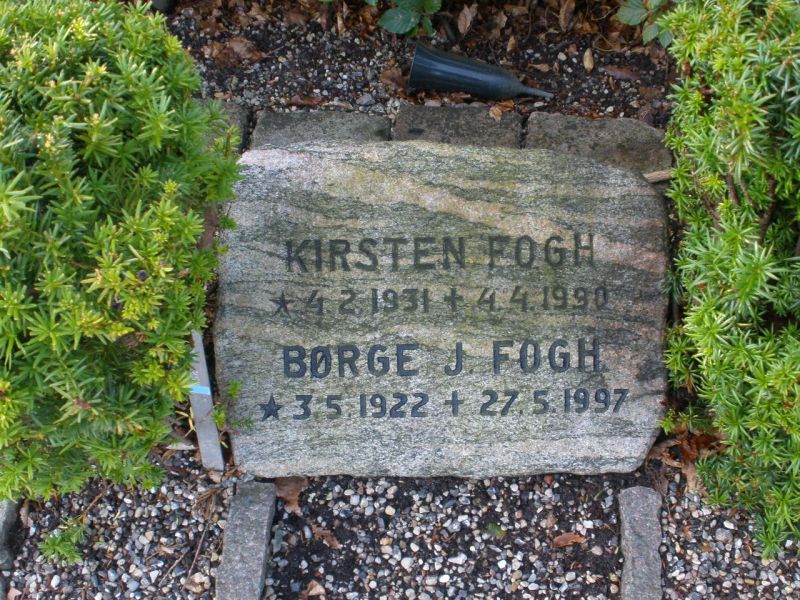 KIRSTEN FOGH
★ 4.2.1931 ✝ 4.4.1990
BØRGE J. FOGH
★ 3.5.1922 ✝ 27.5.1997